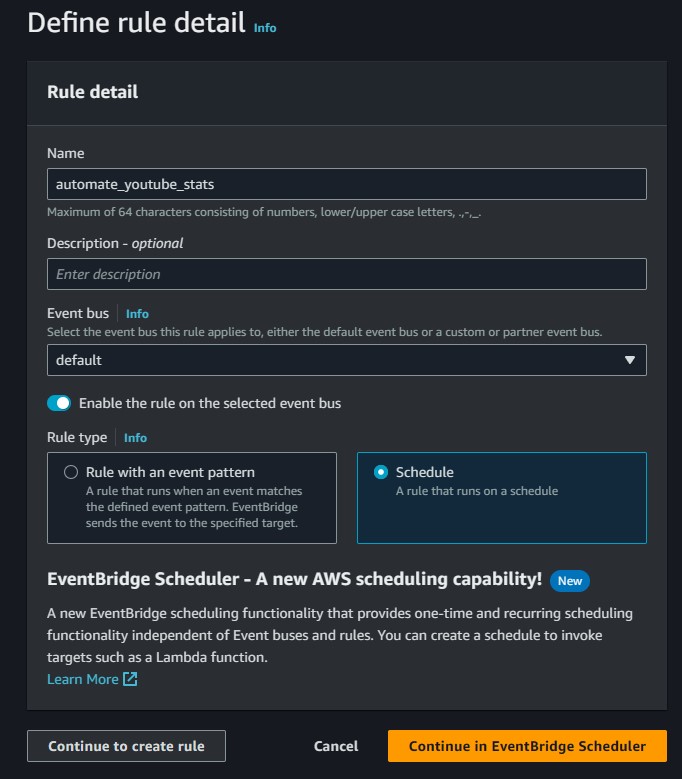 Define rule detail Info
Rule detail
Name
automate_youtube_stats
Maximum of 64 characters consisting of numbers, lower/upper case letters, .,-,_.
Description - optional
Enter description
Event bus Info
Select the event bus this rule applies to, either the default event bus or a custom or partner event bus.
default
Enable the rule on the selected event bus
Rule type Info
Rule with an event pattern
A rule that runs when an event matches
the defined event pattern. EventBridge
sends the event to the specified target.
Schedule
A rule that runs on a schedule
EventBridge Scheduler - A new AWS scheduling capability! New
A new EventBridge scheduling functionality that provides one-time and recurring scheduling
functionality independent of Event buses and rules. You can create a schedule to invoke
targets such as a Lambda function.
Learn More
Continue to create rule Cancel Continue in EventBridge Scheduler